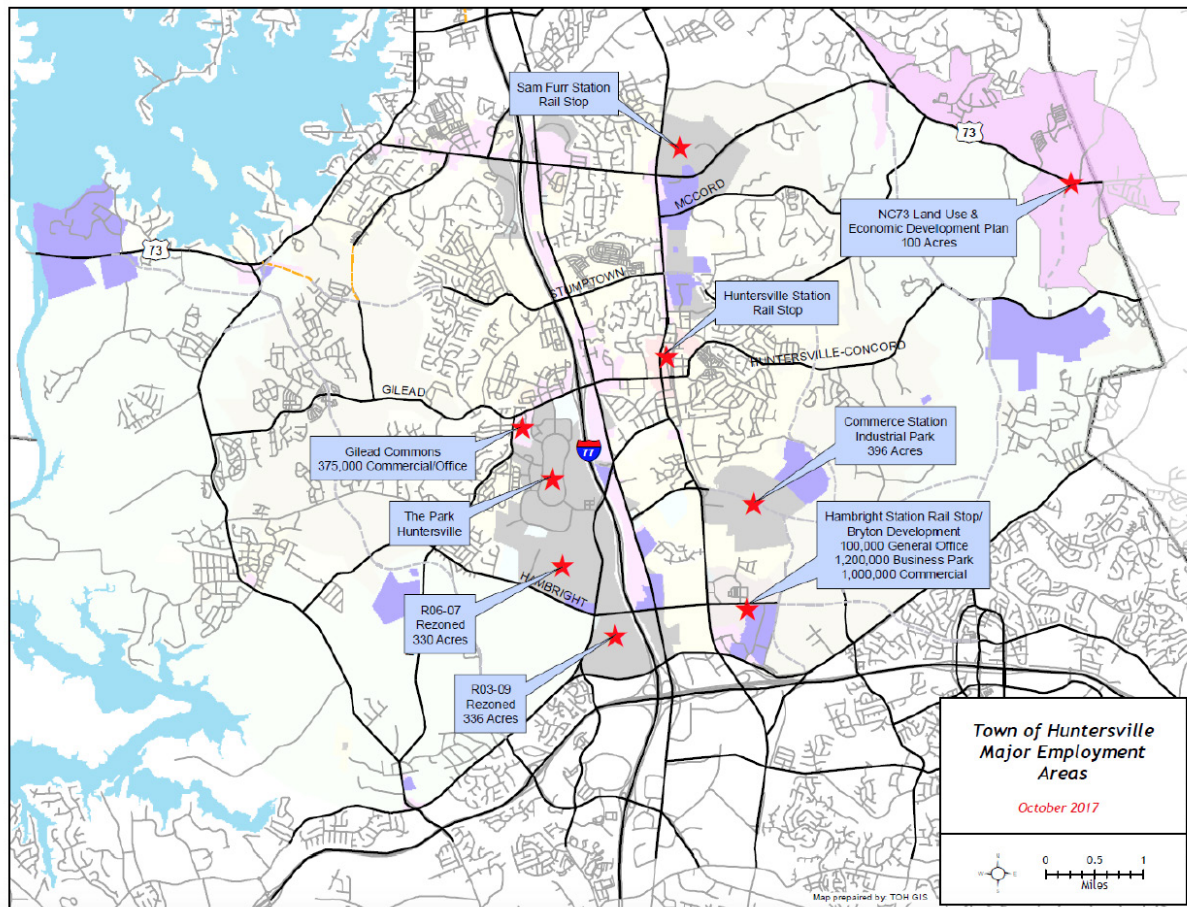 Sam Furr Station
Rail Stop
73
MCCORD
NC73 Land Use &
Economic Development Plan
100 Acres
73
STUMPTOWN
Huntersville Station
Rail Stop
HUNTERSVILLE-CONCORD
GILEAD
Gilead Commons
375,000 Commercial/Office
77
Commerce Station
Industrial Park
396 Acres
The Park
Huntersville
Hambright Station Rail Stop/
Bryton Development
100,000 General Office
1,200,000 Business Park
1,000,000 Commercial
HAMBRIGHT
R06-07
Rezoned
330 Acres
R03-09
Rezoned
336 Acres
Town of Huntersville
Major Employment
Areas
October 2017
N
W E
S
0 0.5 1
Miles
Map prepaired by: TOH GIS